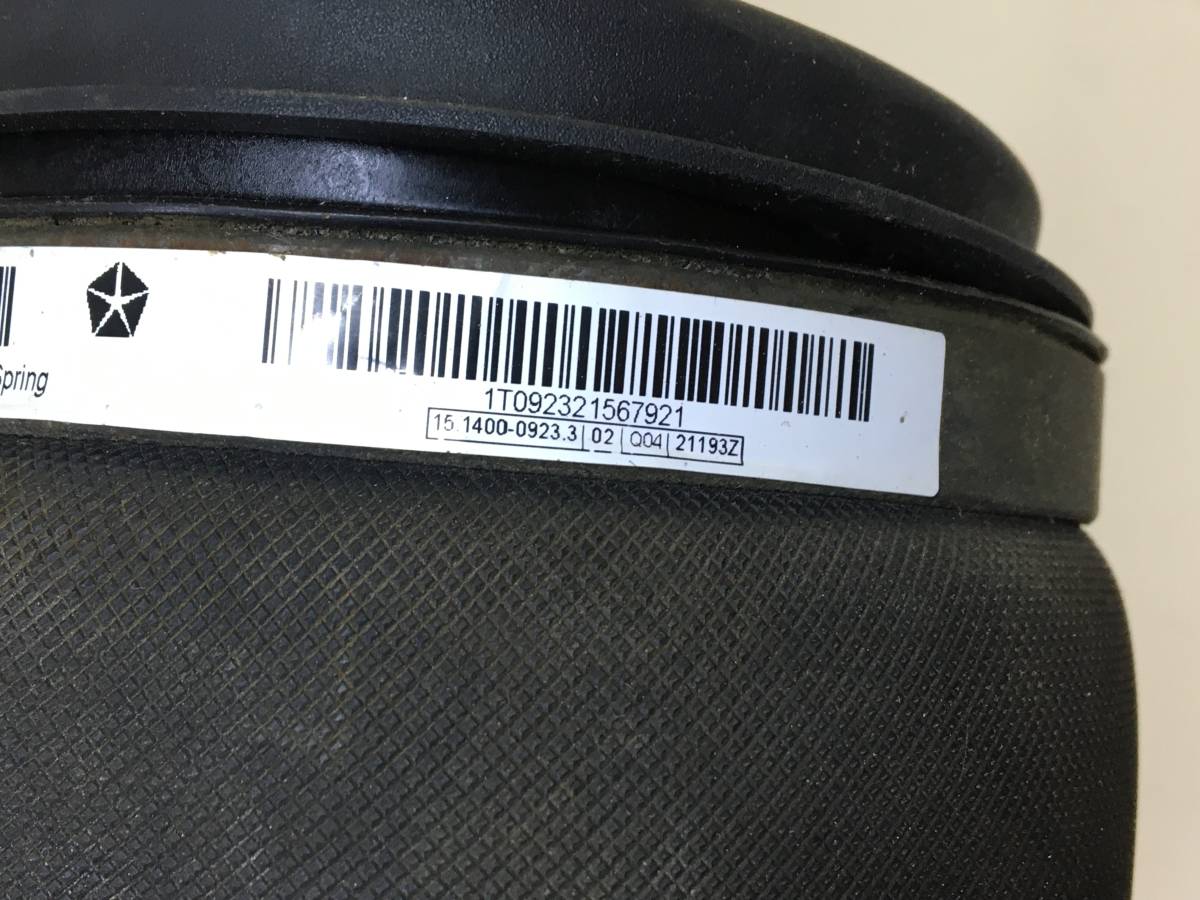 Spring
1T092321567921
15.1400-0923.3 | 02 | Q04 | 21193Z